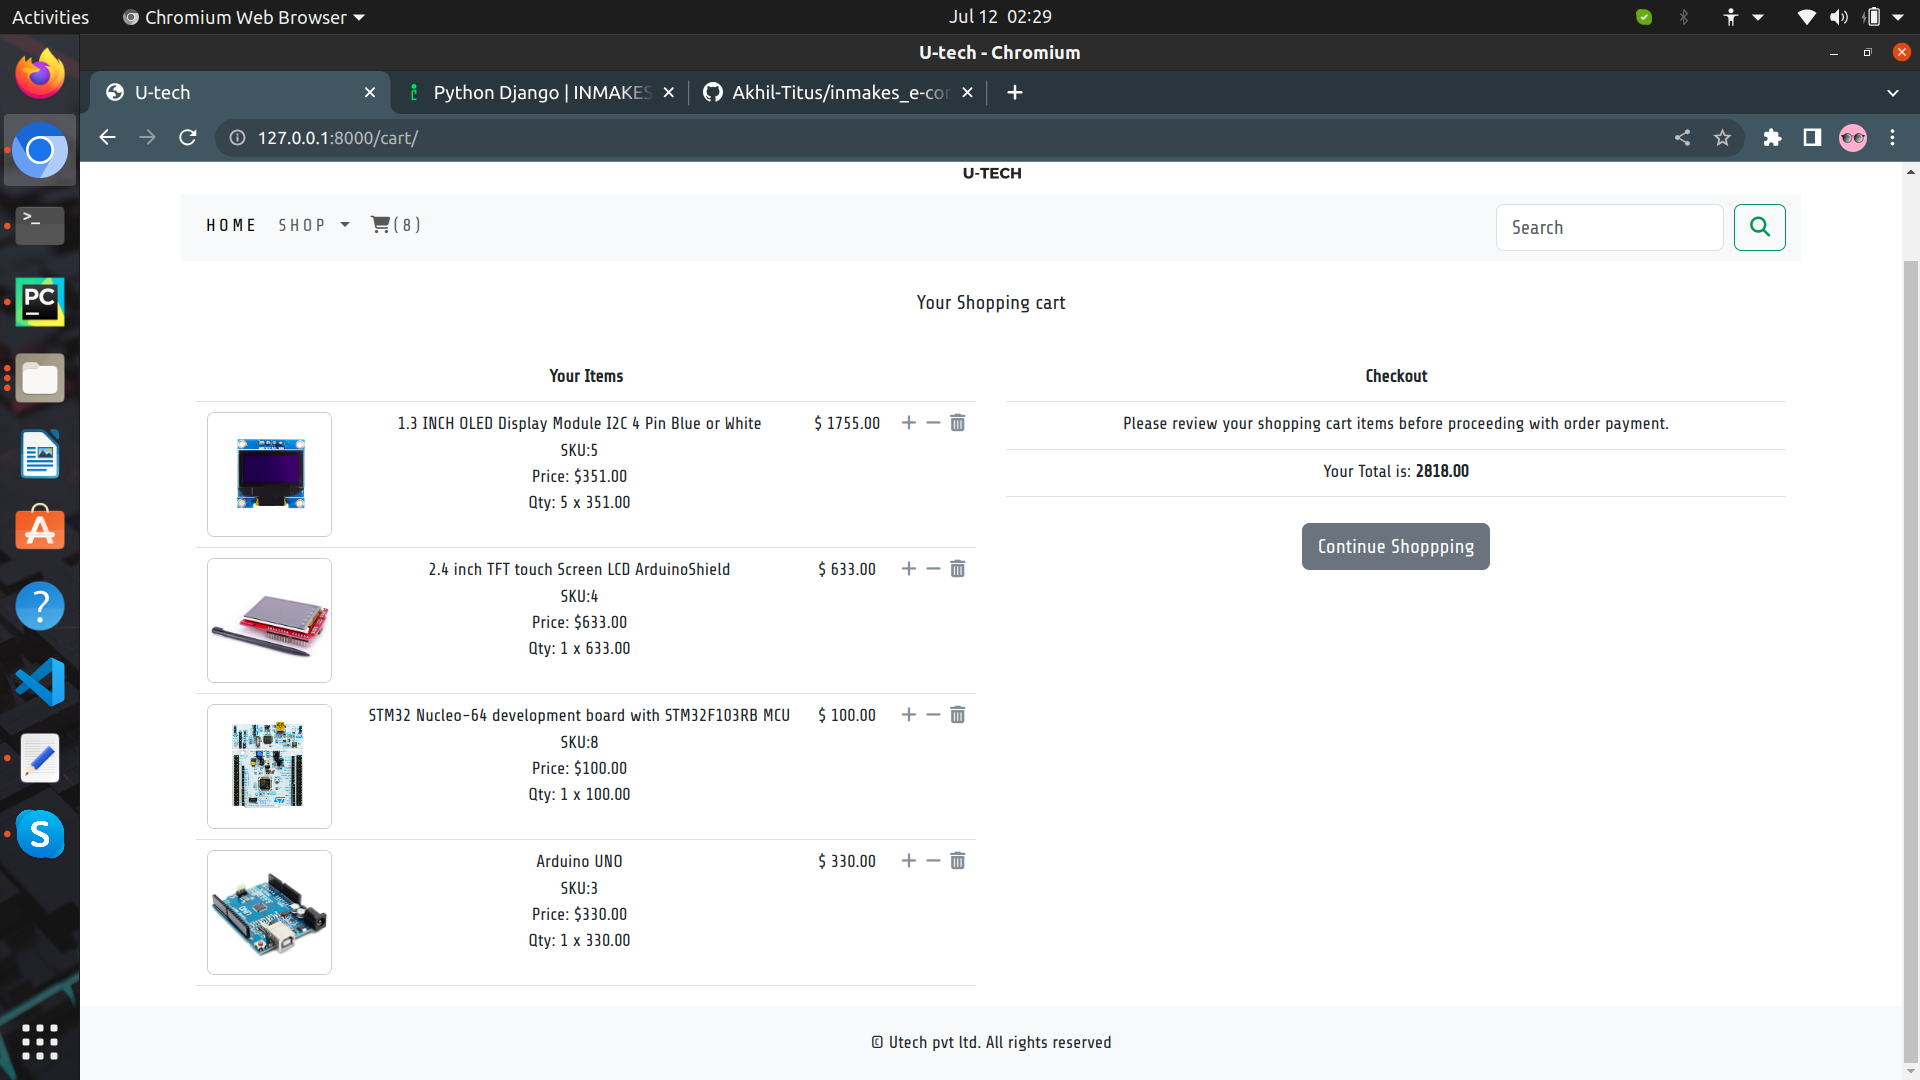 Activities
Chromium Web Browser
Jul 12 02:29
U-tech - Chromium
U-tech
Python Django | INMAKES
Akhil-Titus/inmakes_e-cor
127.0.0.1:8000/cart/
U-TECH
HOME
SHOP
(8)
Search
Your Shopping cart
Your Items
1.3 INCH OLED Display Module I2C 4 Pin Blue or White
$ 1755.00
SKU:5
Price: $351.00
Qty: 5 x 351.00
2.4 inch TFT touch Screen LCD ArduinoShield
$ 633.00
SKU:4
Price: $633.00
Qty: 1 x 633.00
STM32 Nucleo-64 development board with STM32F103RB MCU
$ 100.00
SKU:8
Price: $100.00
Qty: 1 x 100.00
Arduino UNO
$ 330.00
SKU:3
Price: $330.00
Qty: 1 x 330.00
Checkout
Please review your shopping cart items before proceeding with order payment.
Your Total is: 2818.00
Continue Shoppping
© Utech pvt ltd. All rights reserved